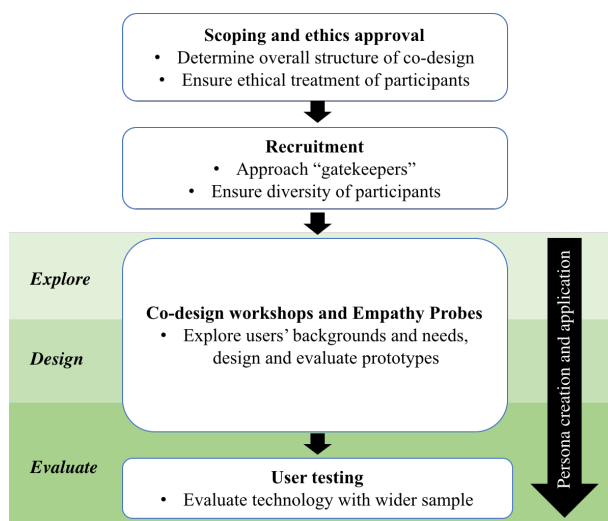 Scoping and ethics approval
• Determine overall structure of co-design
• Ensure ethical treatment of participants
Recruitment
• Approach “gatekeepers”
• Ensure diversity of participants
Explore
Design
Evaluate
Co-design workshops and Empathy Probes
• Explore users’ backgrounds and needs,
design and evaluate prototypes
User testing
• Evaluate technology with wider sample
Persona creation and application